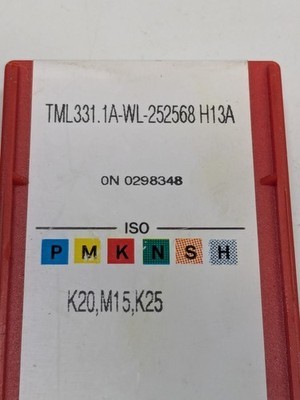 TML331.1A-WL-252568 H13A
0N 0298348
ISO
P M K N S H
K20,M15,K25